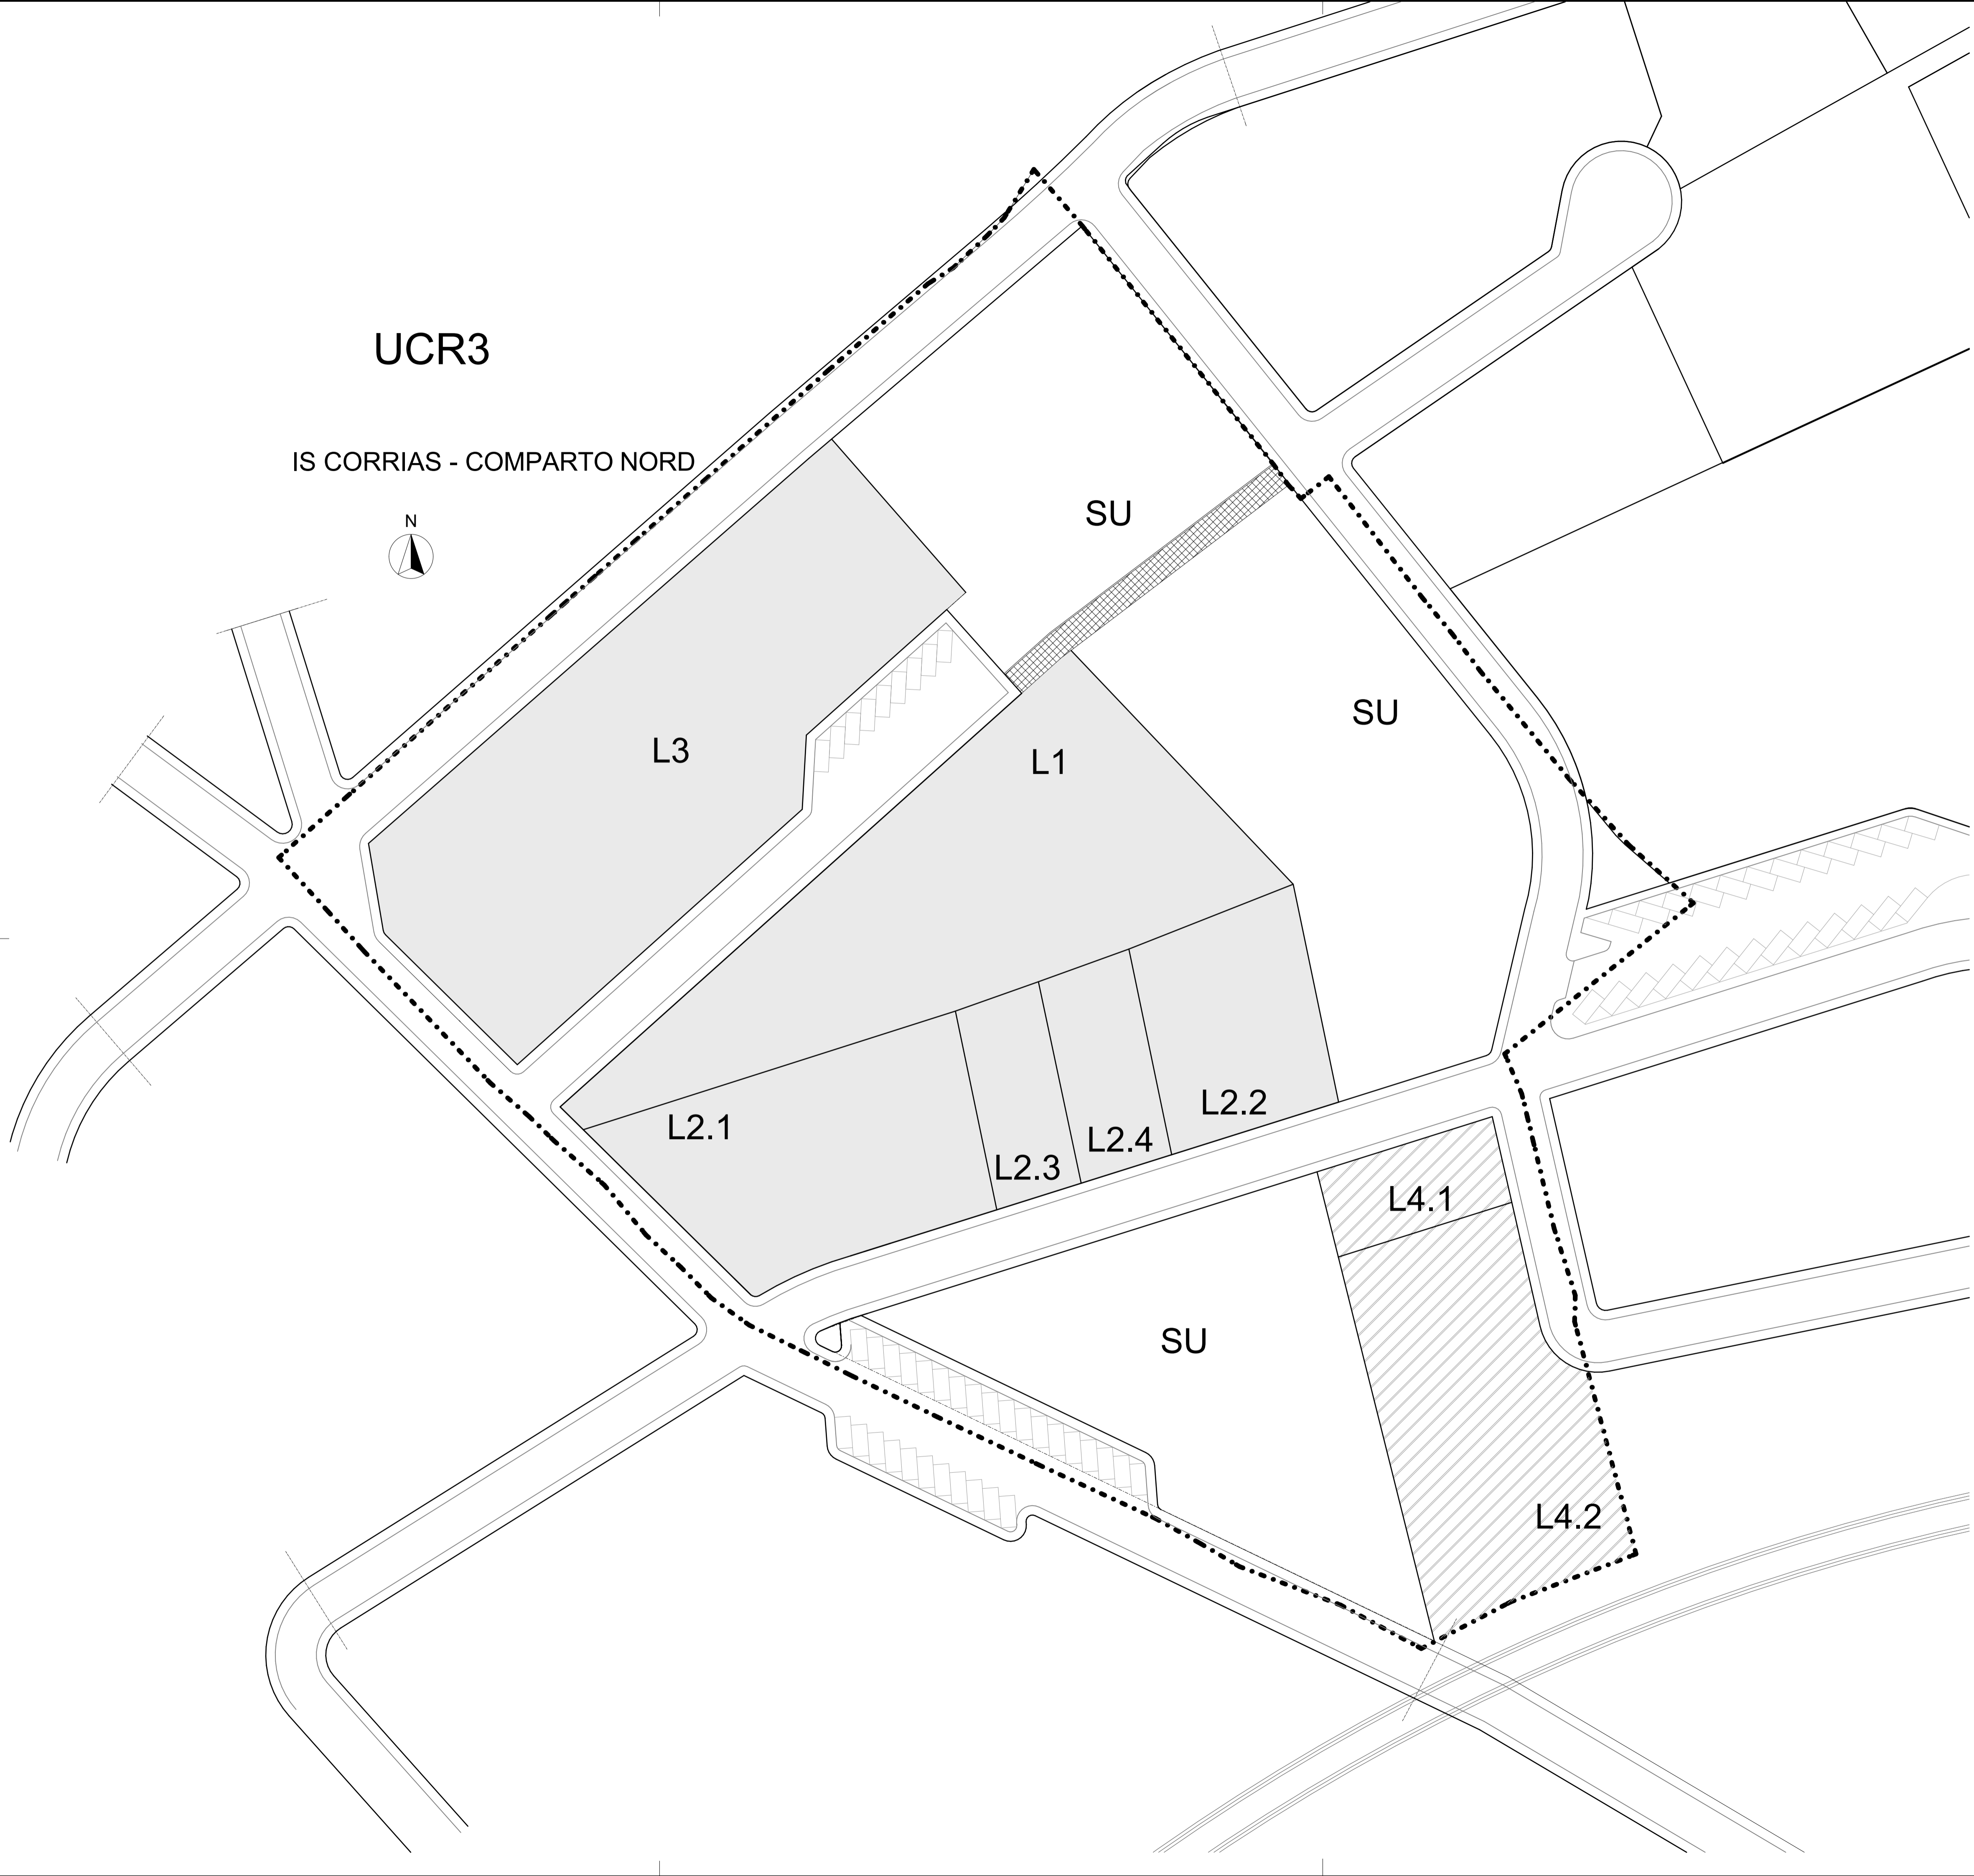 UCR3
IS CORRIAS - COMPARTO NORD
N
SU
SU
L3
L1
L2.1
L2.3
L2.4
L2.2
L4.1
SU
L4.2